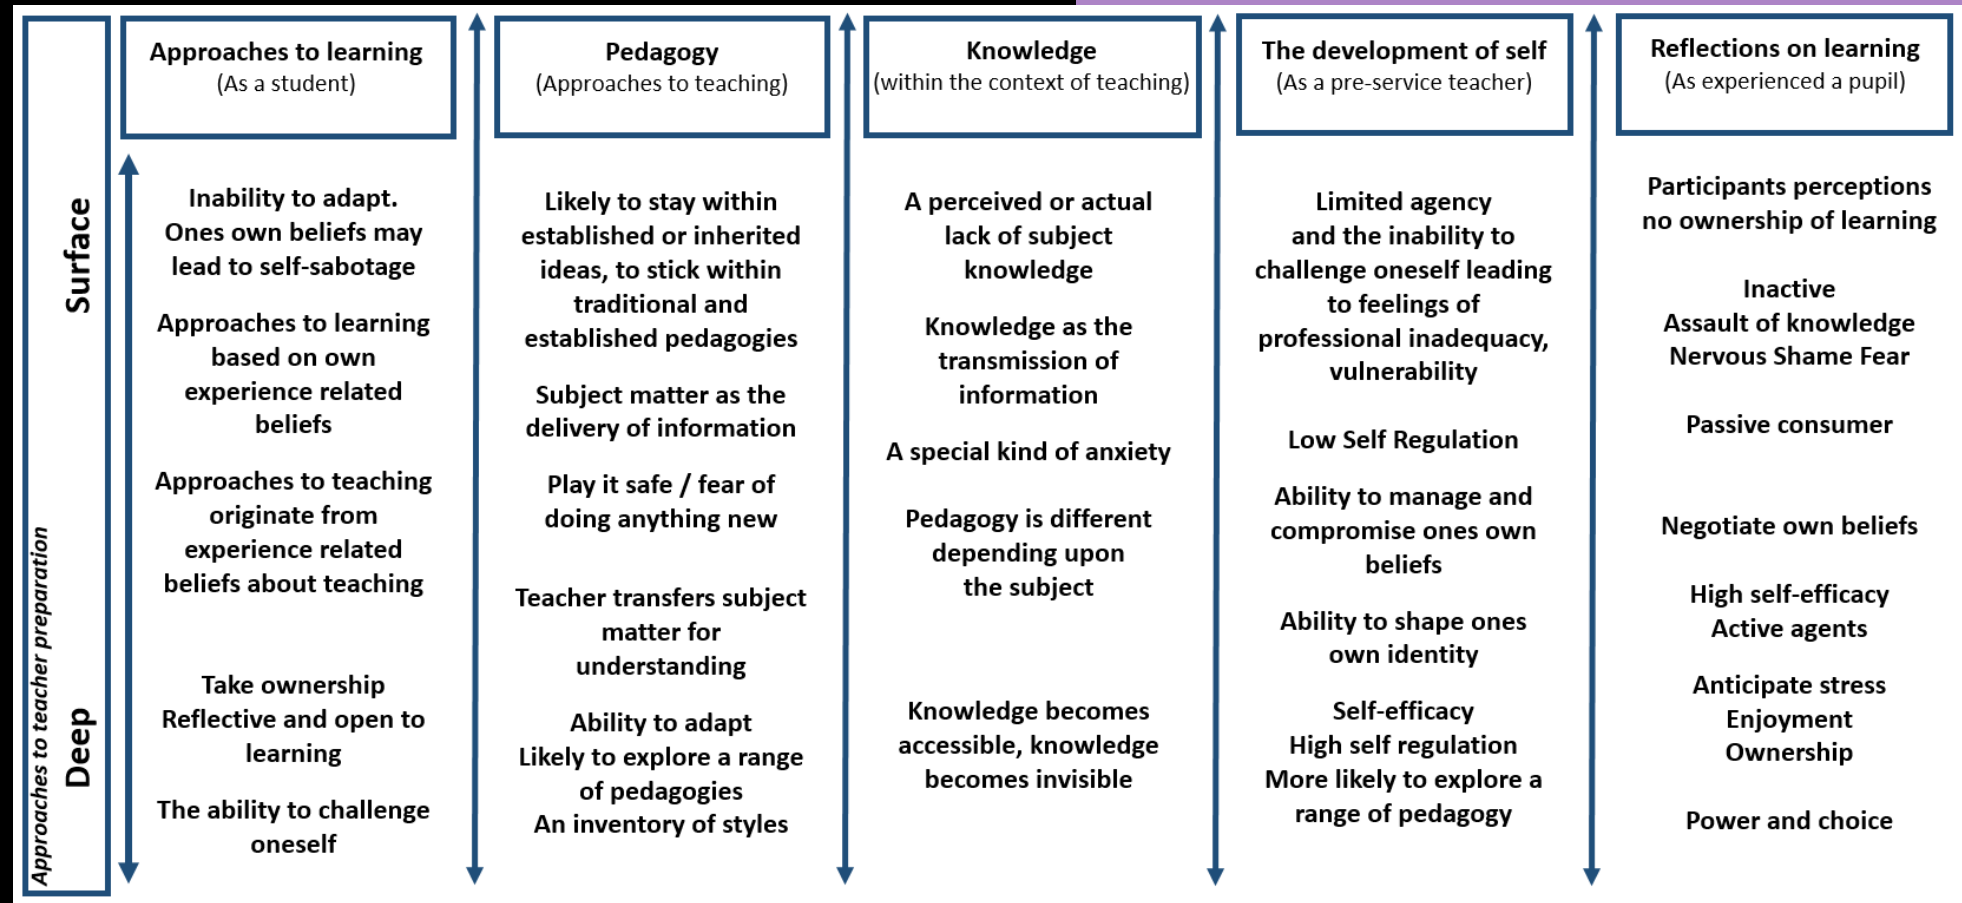 Approaches to teacher preparation
Surface
Deep
Approaches to learning
(As a student)
Inability to adapt.
Ones own beliefs may
lead to self-sabotage
Approaches to learning
based on own
experience related
beliefs
Approaches to teaching
originate from
experience related
beliefs about teaching
Take ownership
Reflective and open to
learning
The ability to challenge
oneself
Pedagogy
(Approaches to teaching)
Likely to stay within
established or inherited
ideas, to stick within
traditional and
established pedagogies
Subject matter as the
delivery of information
Play it safe / fear of
doing anything new
Teacher transfers subject
matter for
understanding
Ability to adapt
Likely to explore a range
of pedagogies
An inventory of styles
Knowledge
(within the context of teaching)
A perceived or actual
lack of subject
knowledge
Knowledge as the
transmission of
information
A special kind of anxiety
Pedagogy is different
depending upon
the subject
Knowledge becomes
accessible, knowledge
becomes invisible
The development of self
(As a pre-service teacher)
Limited agency
and the inability to
challenge oneself leading
to feelings of
professional inadequacy,
vulnerability
Low Self Regulation
Ability to manage and
compromise ones own
beliefs
Ability to shape ones
own identity
Self-efficacy
High self regulation
More likely to explore a
range of pedagogy
Reflections on learning
(As experienced a pupil)
Participants perceptions
no ownership of learning
Inactive
Assault of knowledge
Nervous Shame Fear
Passive consumer
Negotiate own beliefs
High self-efficacy
Active agents
Anticipate stress
Enjoyment
Ownership
Power and choice